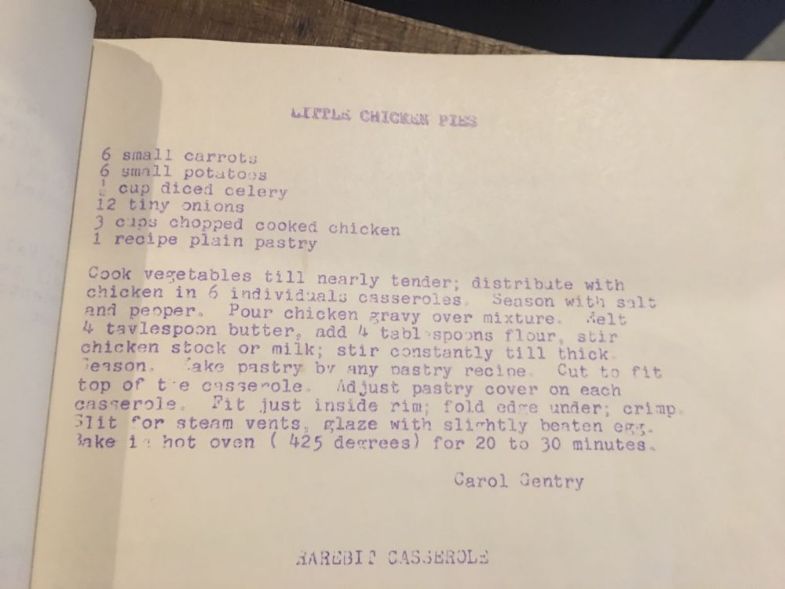 LITTLE CHICKEN PIES
6 small carrots
6 small potatoes
cup diced celery
12 tiny onions
3 cups chopped cooked chicken
1 recipe plain pastry
Cook vegetables till nearly tender; distribute with
chicken in 6 individuals casseroles. Season with salt
and pepper. Pour chicken gravy over mixture. Melt
4 tavlespoon butter, add 4 tablespoons flour, stir
chicken stock or milk; stir constantly till thick.
Season. Make pastry by any pastry recipe. Cut to fit
top of the casserole. Adjust pastry cover on each
casserole. Fit just inside rim; fold edge under; crimp.
Slit for steam vents, glaze with slightly beaten egg.
Bake in hot oven ( 425 degrees) for 20 to 30 minutes.
Carol Gentry
RAREBIT CASSEROLE